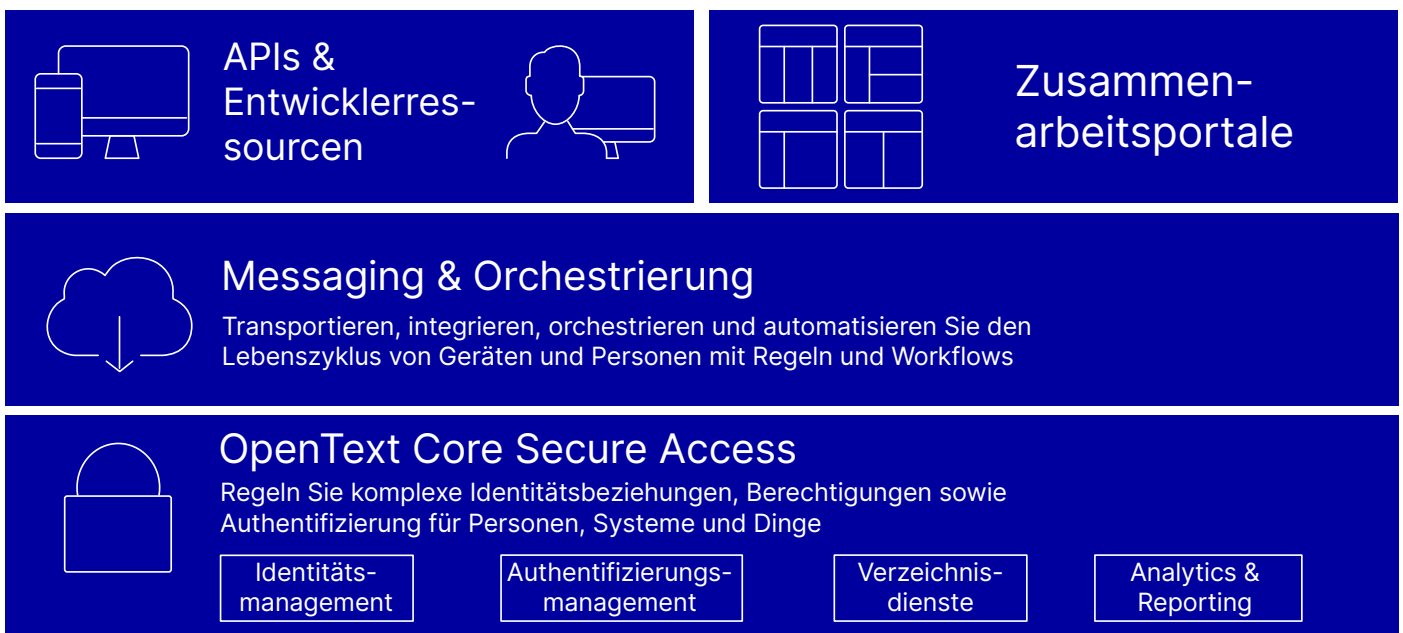 APIs &
Entwicklerres-
sourcen
Zusammen-
arbeitsportale
Messaging & Orchestrierung
Transportieren, integrieren, orchestrieren und automatisieren Sie den
Lebenszyklus von Geräten und Personen mit Regeln und Workflows
OpenText Core Secure Access
Regeln Sie komplexe Identitätsbeziehungen, Berechtigungen sowie
Authentifizierung für Personen, Systeme und Dinge
Identitäts-
management
Authentifizierungs-
management
Verzeichnis-
dienste
Analytics &
Reporting